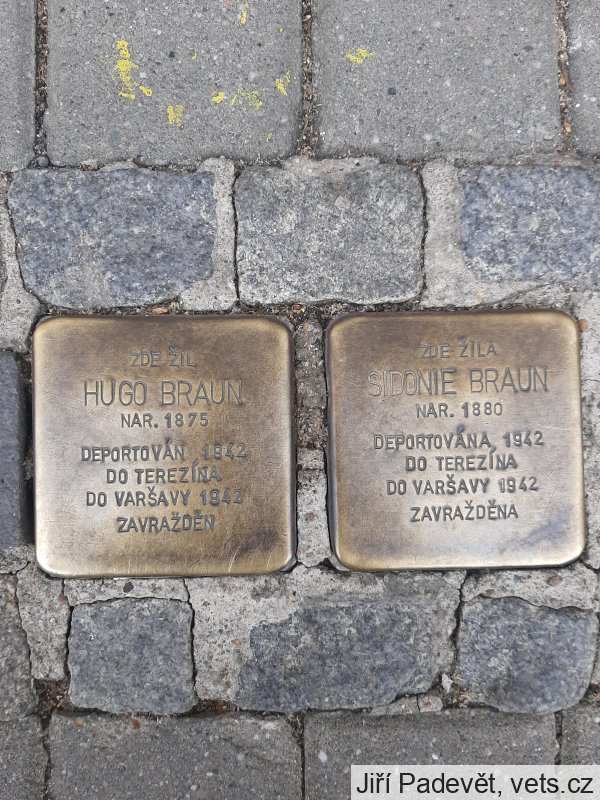 ZDE ŽIL
HUGO BRAUN
NAR. 1875
DEPORTOVÁN 1942
DO TEREZÍNA
DO VARŠAVY 1942
ZAVRAŽDĚN
ZDE ŽILA
SIDONIE BRAUN
NAR. 1880
DEPORTOVÁNA 1942
DO TEREZÍNA
DO VARŠAVY 1942
ZAVRAŽDĚNA
Jiří Padevět, vets.cz